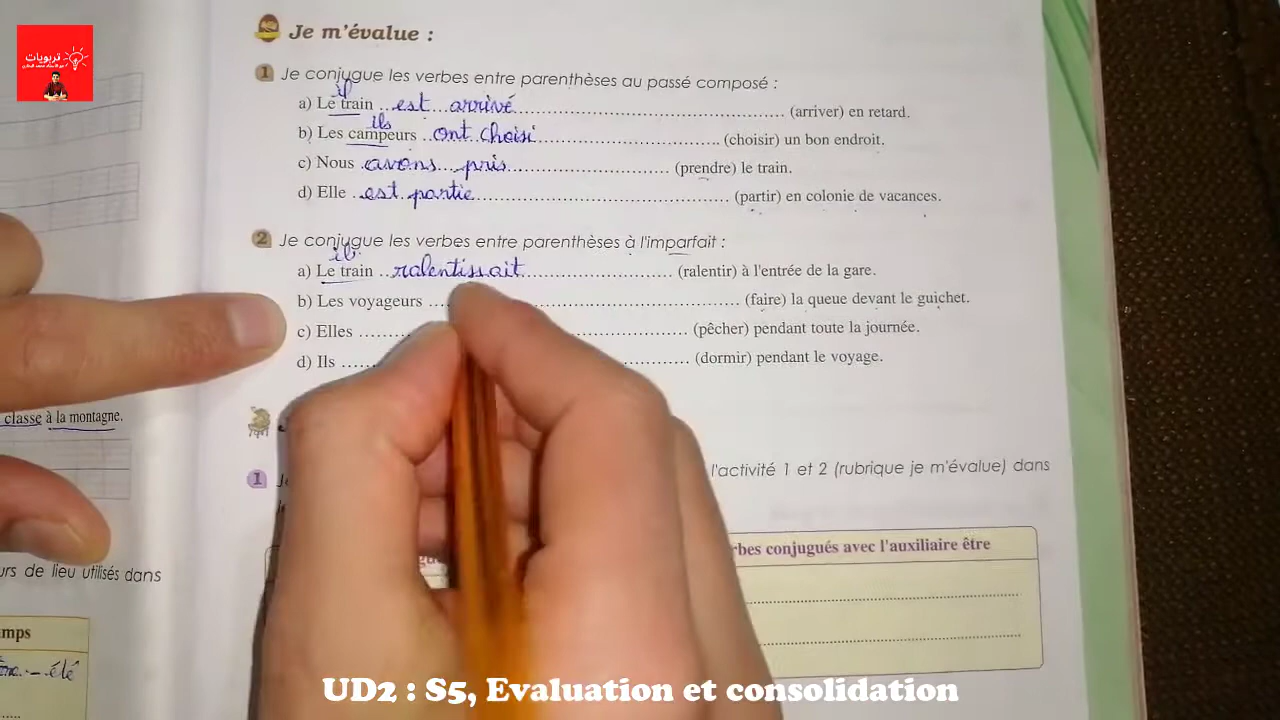 تربويات
Je m'évalue :
1 Je conjugue les verbes entre parenthèses au passé composé :
il
a) Le train ...est arrivé................ (arriver) en retard.
ils
b) Les campeurs ...ont choisi................ (choisir) un bon endroit.
c) Nous .avons...pris................ (prendre) le train.
d) Elle ...est partie................ (partir) en colonie de vacances.
2 Je conjugue les verbes entre parenthèses à l'imparfait :
il
a) Le train ...ralentissait................ (ralentir) à l'entrée de la gare.
b) Les voyageurs ................ (faire) la queue devant le guichet.
c) Elles ................ (pêcher) pendant toute la journée.
d) Ils ................ (dormir) pendant le voyage.
classe à la montagne.
1 l'activité 1 et 2 (rubrique je m'évalue) dans
conjugués avec l'auxiliaire être
de lieu utilisés dans
été
UD2 : S5, Evaluation et consolidation